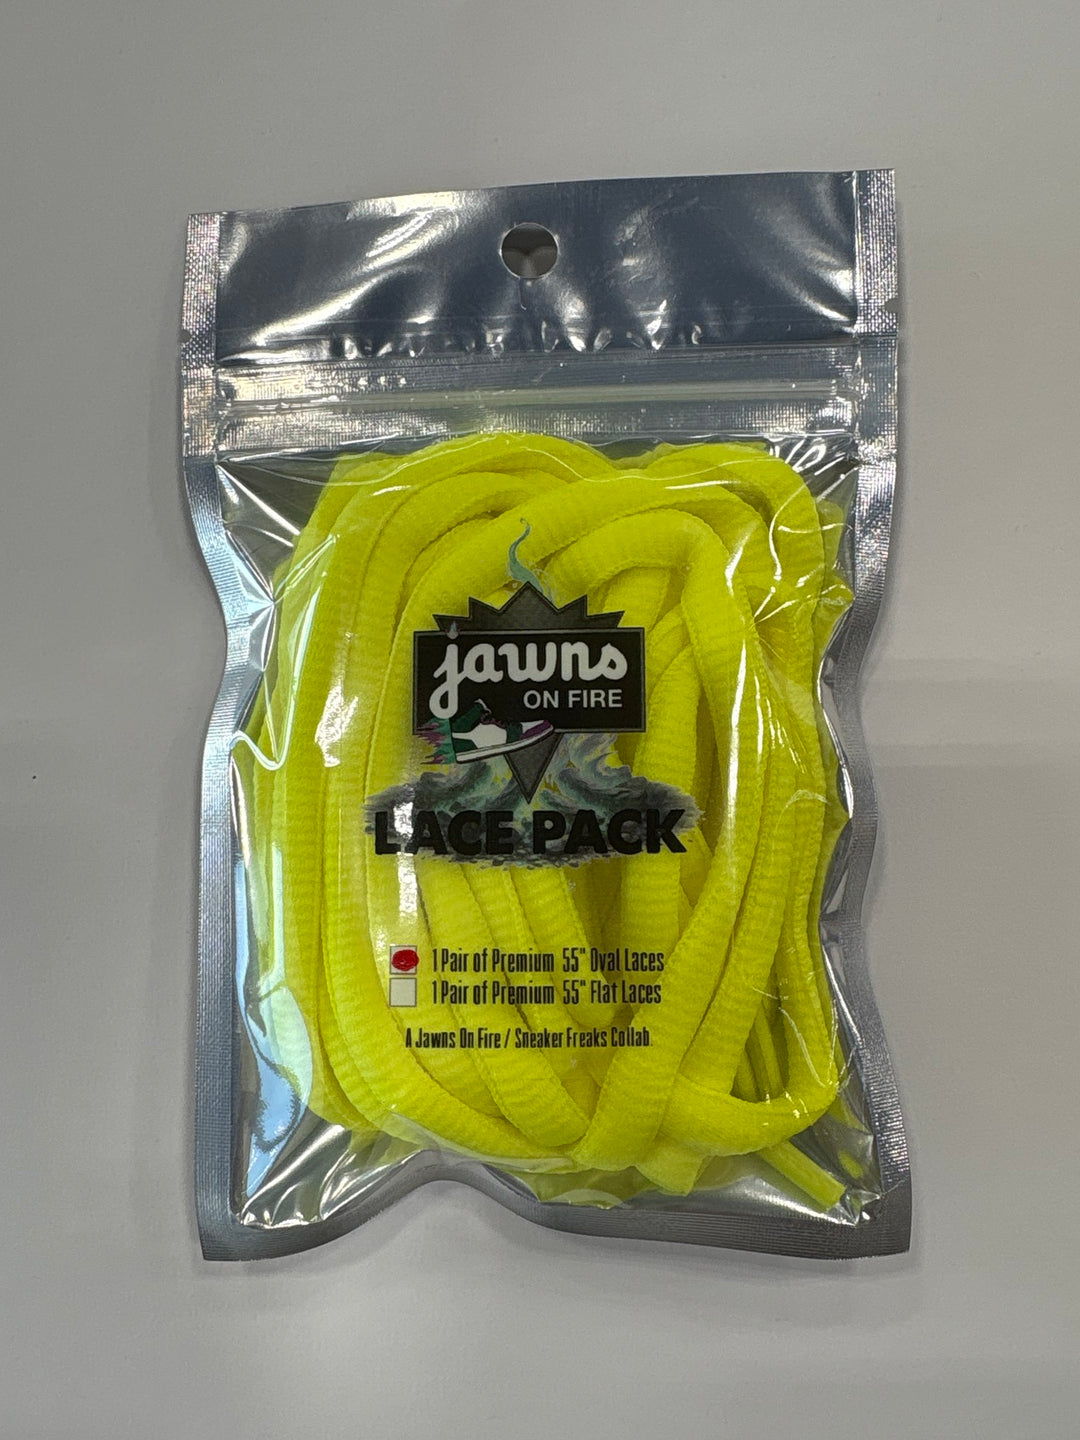 jawns
ON FIRE
LACE PACK
1 Pair of Premium 55" Oval Laces
1 Pair of Premium 55" Flat Laces
A Jawns On Fire / Sneaker Freaks Collab.